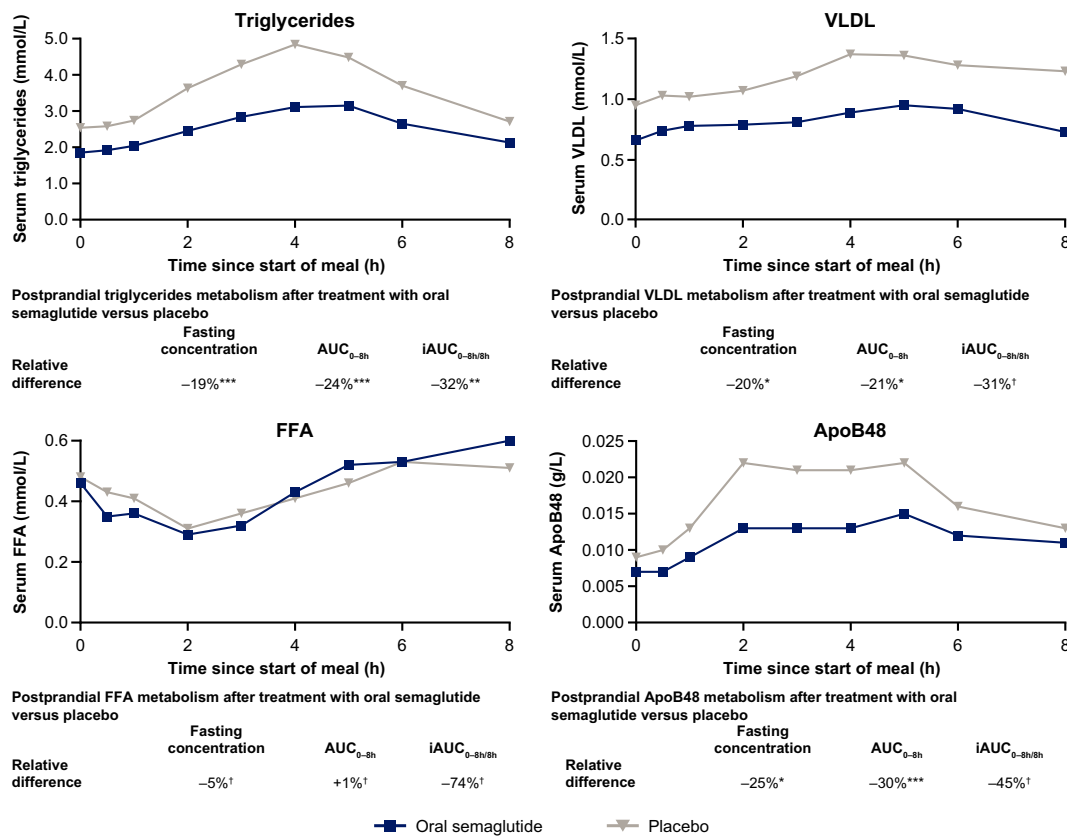 Triglycerides
Serum triglycerides (mmol/L)
5.0
4.0
3.0
2.0
1.0
0.0
0 2 4 6 8
Time since start of meal (h)
Postprandial triglycerides metabolism after treatment with oral
semaglutide versus placebo
Fasting
concentration AUC0–8h iAUC0–8h/8h
Relative
difference –19%*** –24%*** –32%**
VLDL
Serum VLDL (mmol/L)
1.5
1.0
0.5
0.0
0 2 4 6 8
Time since start of meal (h)
Postprandial VLDL metabolism after treatment with oral semaglutide
versus placebo
Fasting
concentration AUC0–8h iAUC0–8h/8h
Relative
difference –20%* –21%* –31%†
FFA
Serum FFA (mmol/L)
0.6
0.4
0.2
0.0
0 2 4 6 8
Time since start of meal (h)
Postprandial FFA metabolism after treatment with oral semaglutide
versus placebo
Fasting
concentration AUC0–8h iAUC0–8h/8h
Relative
difference –5%† +1%† –74%†
ApoB48
Serum ApoB48 (g/L)
0.025
0.020
0.015
0.010
0.005
0.000
0 2 4 6 8
Time since start of meal (h)
Postprandial ApoB48 metabolism after treatment with oral
semaglutide versus placebo
Fasting
concentration AUC0–8h iAUC0–8h/8h
Relative
difference –25%* –30%*** –45%†
Oral semaglutide Placebo